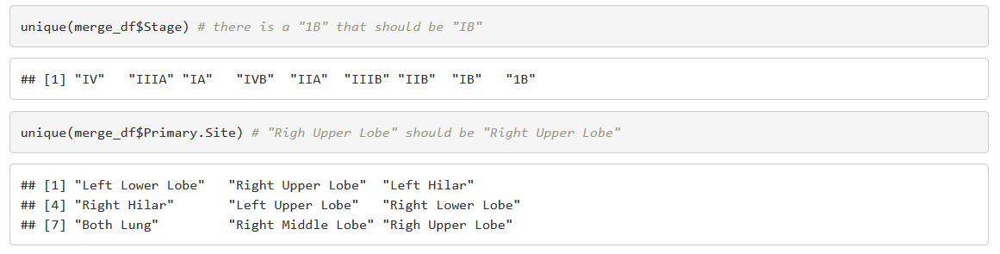 unique(merge_df$Stage) # there is a "1B" that should be "IB"
## [1] "IV"   "IIIA" "IA"   "IVB"  "IIA"  "IIIB" "IIB"  "IB"   "1B"
unique(merge_df$Primary.Site) # "Righ Upper Lobe" should be "Right Upper Lobe"
## [1] "Left Lower Lobe"   "Right Upper Lobe"  "Left Hilar"
## [4] "Right Hilar"       "Left Upper Lobe"   "Right Lower Lobe"
## [7] "Both Lung"         "Right Middle Lobe" "Righ Upper Lobe"